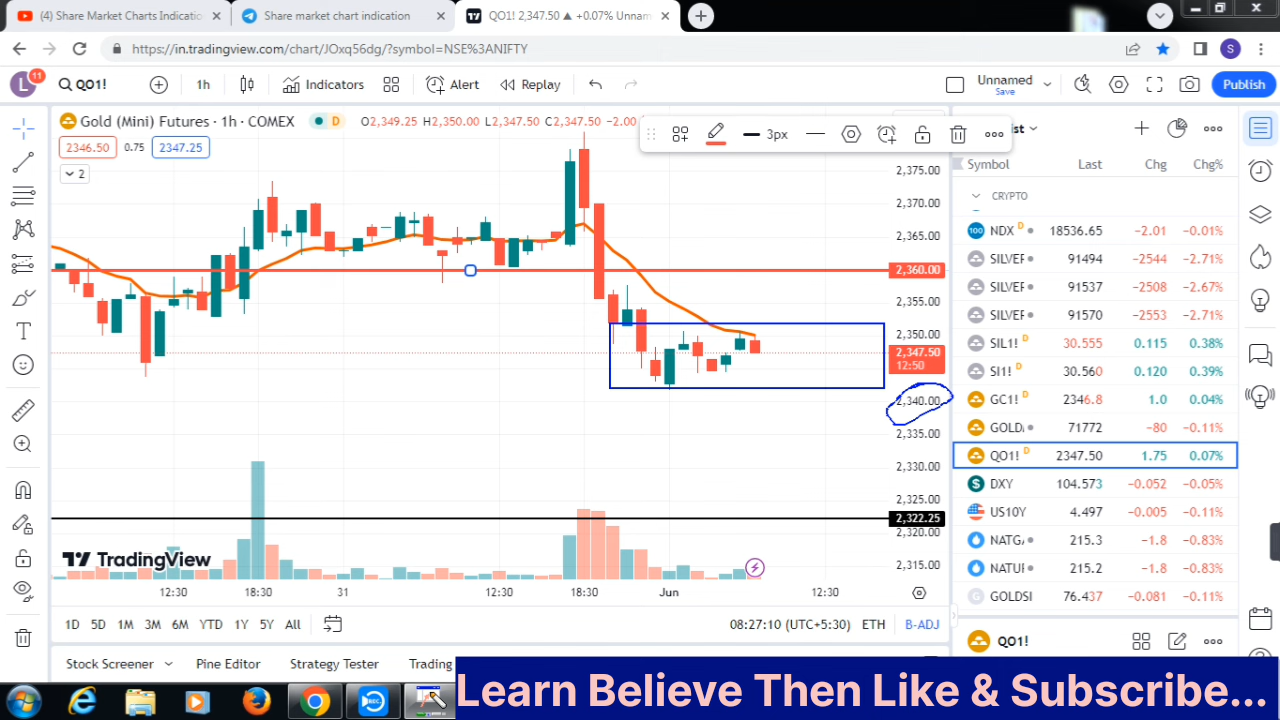 (4) Share Market Charts Indicatio
Share market chart indication
QO1! 2,347.50 ▲ +0.07% Unnam
https://in.tradingview.com/chart/JOxq56dg/?symbol=NSE%3ANIFTY
S
L 11
QO1!
1h
Indicators
Alert
Replay
Unnamed
Save
Publish
Gold (Mini) Futures · 1h · COMEX
D
O2,349.25 H2,350.00 L2,347.50 C2,347.50 -2.00
2346.50 0.75 2347.25
2
3px
Symbol Last Chg Chg%
CRYPTO
NDX D 18536.65 -2.01 -0.01%
SILVEF 91494 -2544 -2.71%
SILVEF 91537 -2508 -2.67%
SILVEF 91570 -2553 -2.71%
SIL1! D 30.555 0.115 0.38%
SI1! D 30.560 0.120 0.39%
GC1! D 2346.8 1.0 0.04%
GOLD 71772 -80 -0.11%
QO1! D 2347.50 1.75 0.07%
DXY 104.573 -0.052 -0.05%
US10Y 4.497 -0.005 -0.11%
NATG 215.3 -1.8 -0.83%
NATUF 215.2 -1.8 -0.83%
GOLDSI 76.437 -0.081 -0.11%
QO1!
2,375.00
2,370.00
2,365.00
2,360.00
2,355.00
2,350.00
2,347.50
12:50
2,340.00
2,335.00
2,330.00
2,325.00
2,322.25
2,320.00
2,315.00
TradingView
12:30 18:30 31 12:30 18:30 Jun 12:30
1D 5D 1M 3M 6M YTD 1Y 5Y All
08:27:10 (UTC+5:30) ETH B-ADJ
Stock Screener Pine Editor Strategy Tester Trading
Learn Believe Then Like & Subscribe...